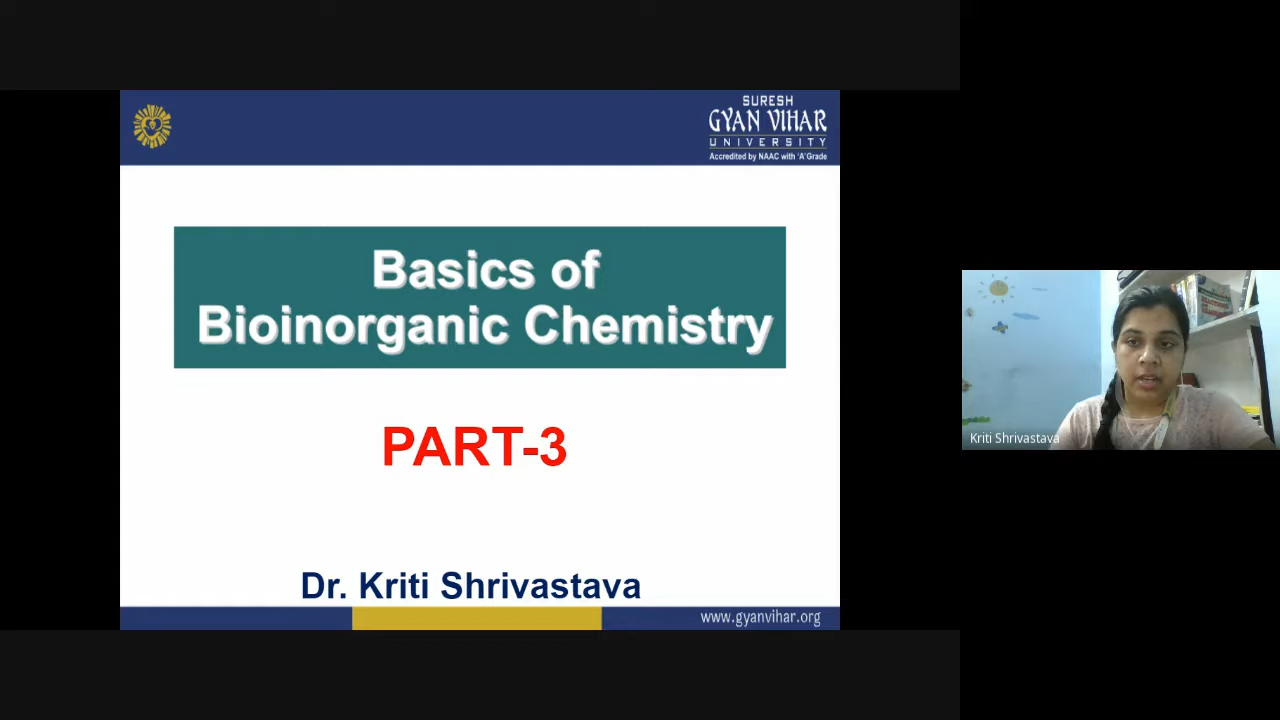 SURESH
GYAN VIHAR
UNIVERSITY
Accredited by NAAC with 'A' Grade
Basics of
Bioinorganic Chemistry
PART-3
Dr. Kriti Shrivastava
www.gyanvihar.org
Kriti Shrivastava